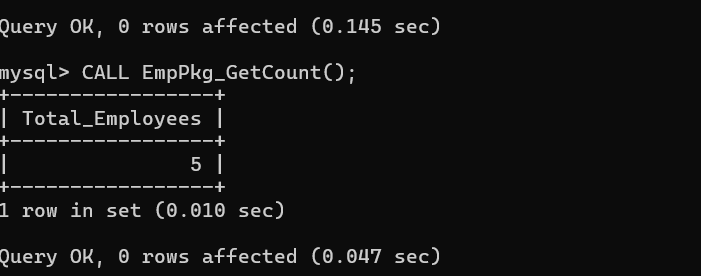 Query OK, 0 rows affected (0.145 sec)
mysql> CALL EmpPkg_GetCount();
+-----------------+
| Total_Employees |
+-----------------+
|               5 |
+-----------------+
1 row in set (0.010 sec)
Query OK, 0 rows affected (0.047 sec)